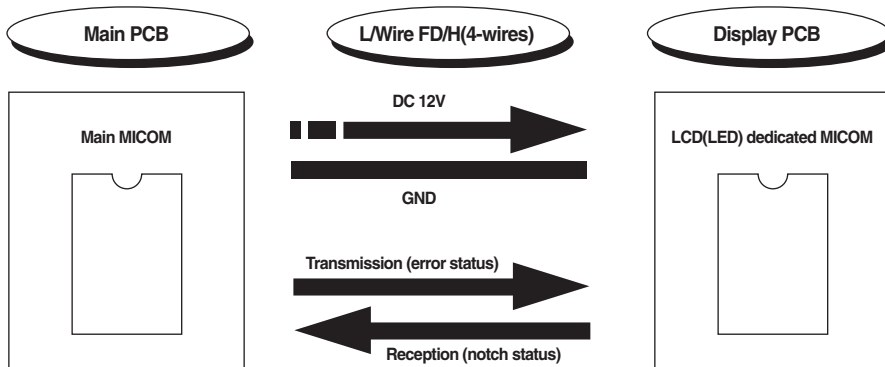 Main PCB
L/Wire FD/H(4-wires)
Display PCB
DC 12V
Main MICOM
LCD(LED) dedicated MICOM
GND
Transmission (error status)
Reception (notch status)